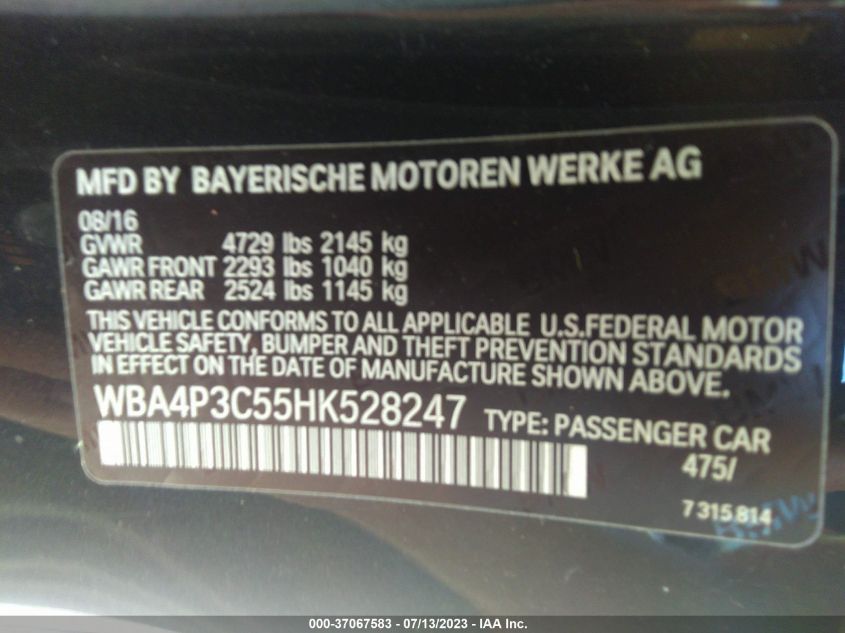 MFD BY BAYERISCHE MOTOREN WERKE AG
08/16
GVWR 4729 lbs 2145 kg
GAWR FRONT 2293 lbs 1040 kg
GAWR REAR 2524 lbs 1145 kg
THIS VEHICLE CONFORMS TO ALL APPLICABLE U.S.FEDERAL MOTOR
VEHICLE SAFETY, BUMPER AND THEFT PREVENTION STANDARDS
IN EFFECT ON THE DATE OF MANUFACTURE SHOWN ABOVE.
WBA4P3C55HK528247 TYPE: PASSENGER CAR
475/
7 315 814
BMW
000-37067583 - 07/13/2023 - IAA Inc.